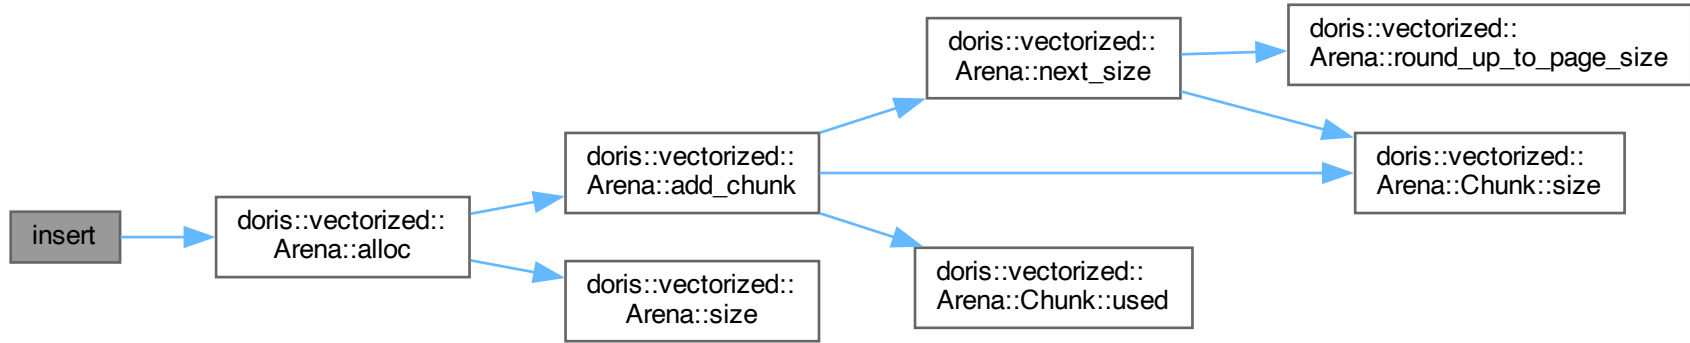 insert
doris::vectorized::
Arena::alloc
doris::vectorized::
Arena::add_chunk
doris::vectorized::
Arena::size
doris::vectorized::
Arena::next_size
doris::vectorized::
Arena::Chunk::used
doris::vectorized::
Arena::round_up_to_page_size
doris::vectorized::
Arena::Chunk::size